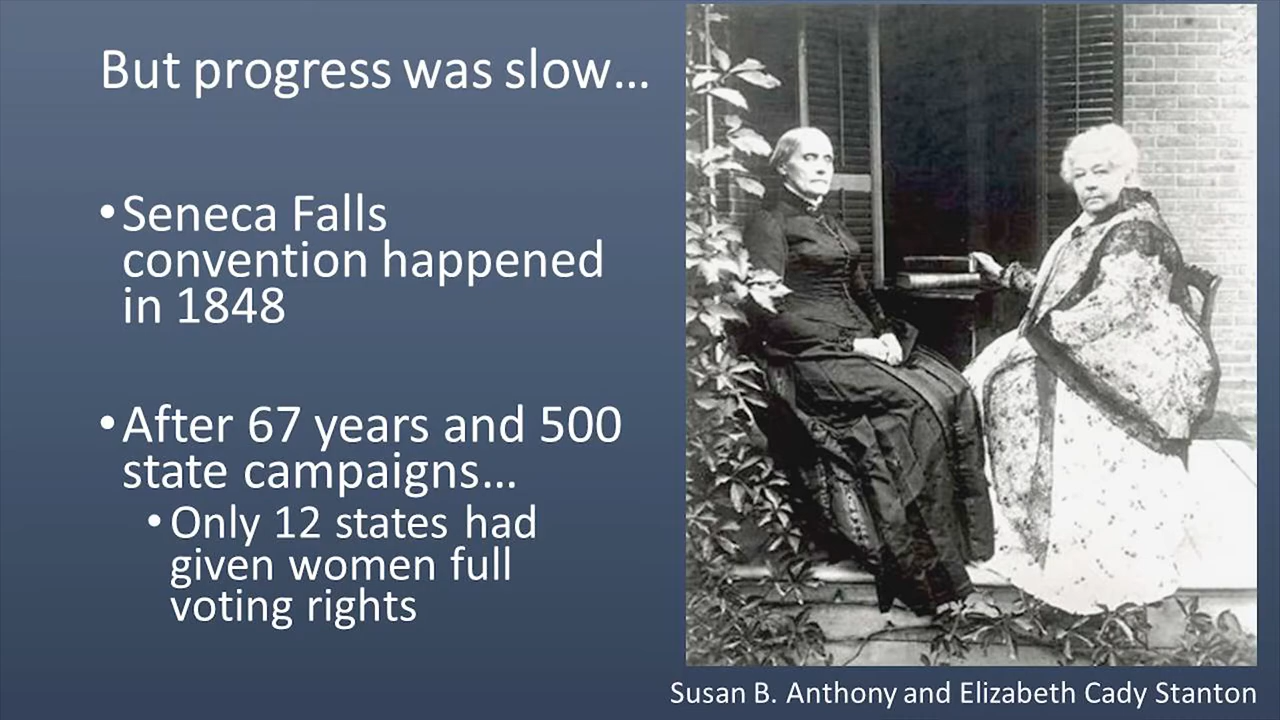 But progress was slow…
•Seneca Falls
convention happened
in 1848
•After 67 years and 500
state campaigns…
•Only 12 states had
given women full
voting rights
Susan B. Anthony and Elizabeth Cady Stanton